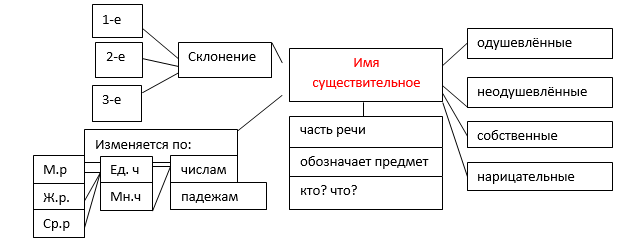 1-е
2-е
3-е
Склонение
Имя
существительное
одушевлённые
неодушевлённые
собственные
нарицательные
часть речи
обозначает предмет
кто? что?
Изменяется по:
М.р
Ж.р.
Ср.р
Ед. ч
Мн.ч
числам
падежам